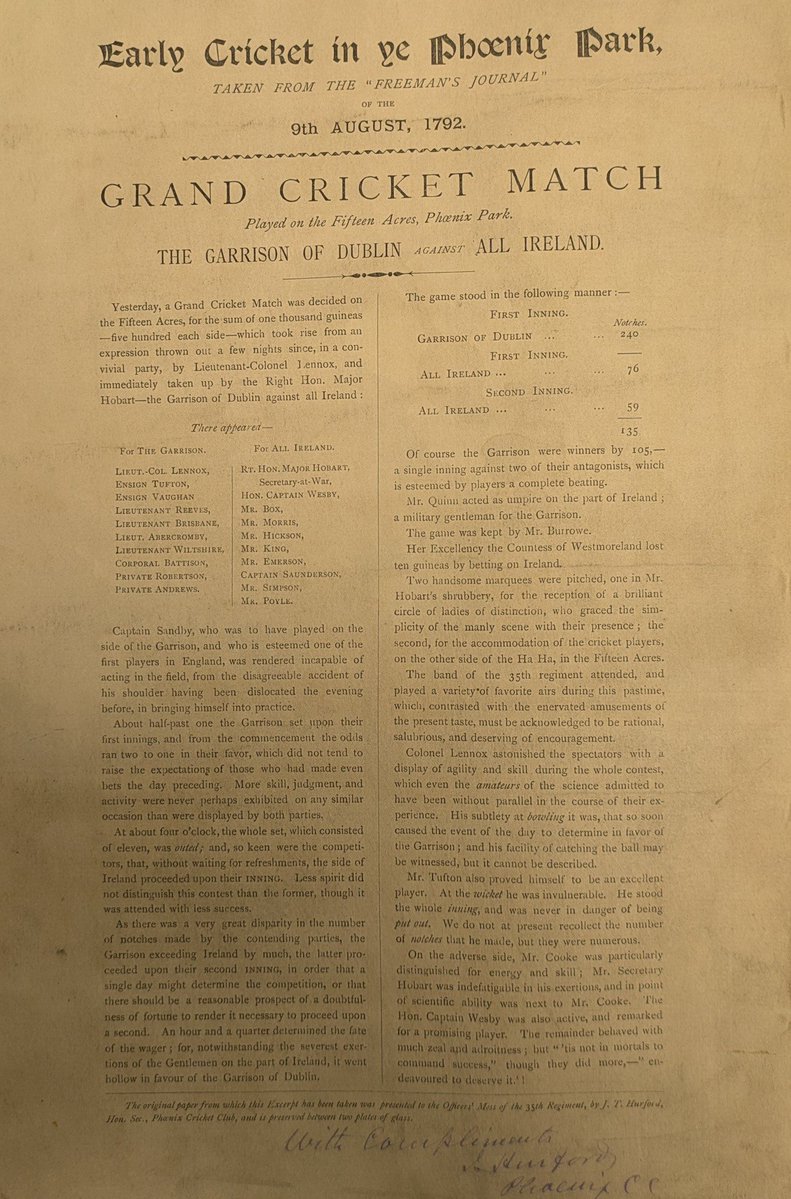 Early Cricket in ye Phœnix Park,
TAKEN FROM THE "FREEMAN'S JOURNAL"
OF THE
9th AUGUST, 1792.
GRAND CRICKET MATCH
Played on the Fifteen Acres, Phœnix Park.
THE GARRISON OF DUBLIN AGAINST ALL IRELAND.
Yesterday, a Grand Cricket Match was decided on
the Fifteen Acres, for the sum of one thousand guineas
—five hundred each side—which took rise from an
expression thrown out a few nights since, in a con-
vivial party, by Lieutenant-Colonel Lennox, and
immediately taken up by the Right Hon. Major
Hobart—the Garrison of Dublin against all Ireland :
There appeared—
For THE GARRISON.
LIEUT.-COL. LENNOX,
ENSIGN TUFTON,
ENSIGN VAUGHAN
LIEUTENANT REEVES,
LIEUTENANT BRISBANE,
LIEUT. ABERCROMBY,
LIEUTENANT WILTSHIRE,
CORPORAL BATTISON,
PRIVATE ROBERTSON,
PRIVATE ANDREWS.
For ALL IRELAND.
RT. HON. MAJOR HOBART,
Secretary-at-War,
HON. CAPTAIN WESBY,
MR. BOX,
MR. MORRIS,
MR. HICKSON,
MR. KING,
MR. EMERSON,
CAPTAIN SAUNDERSON,
MR. SIMPSON,
MR. POYLE.
Captain Sandby, who was to have played on the
side of the Garrison, and who is esteemed one of the
first players in England, was rendered incapable of
acting in the field, from the disagreeable accident of
his shoulder having been dislocated the evening
before, in bringing himself into practice.
About half-past one the Garrison set upon their
first innings, and from the commencement the odds
ran two to one in their favor, which did not tend to
raise the expectations of those who had made even
bets the day preceding. More skill, judgment, and
activity were never perhaps exhibited on any similar
occasion than were displayed by both parties.
At about four o'clock, the whole set, which consisted
of eleven, was outed; and, so keen were the competi-
tors, that, without waiting for refreshments, the side of
Ireland proceeded upon their INNING. Less spirit did
not distinguish this contest than the former, though it
was attended with less success.
As there was a very great disparity in the number
of notches made by the contending parties, the
Garrison exceeding Ireland by much, the latter pro-
ceeded upon their second INNING, in order that a
single day might determine the competition, or that
there should be a reasonable prospect of a doubtful-
ness of fortune to render it necessary to proceed upon
a second. An hour and a quarter determined the fate
of the wager; for, notwithstanding the severest exer-
tions of the Gentlemen on the part of Ireland, it went
hollow in favour of the Garrison of Dublin.
The game stood in the following manner :—
FIRST INNING.
Notches.
GARRISON OF DUBLIN ... ... 240
FIRST INNING.
ALL IRELAND ... ... ... 76
SECOND INNING.
ALL IRELAND ... ... ... 59
135
Of course the Garrison were winners by 105,—
a single inning against two of their antagonists, which
is esteemed by players a complete beating.
Mr. Quinn acted as umpire on the part of Ireland ;
a military gentleman for the Garrison.
The game was kept by Mr. Burrowe.
Her Excellency the Countess of Westmoreland lost
ten guineas by betting on Ireland.
Two handsome marquees were pitched, one in Mr.
Hobart's shrubbery, for the reception of a brilliant
circle of ladies of distinction, who graced the sim-
plicity of the manly scene with their presence ; the
second, for the accommodation of the cricket players,
on the other side of the Ha Ha, in the Fifteen Acres.
The band of the 35th regiment attended, and
played a variety of favorite airs during this pastime,
which, contrasted with the enervated amusements of
the present taste, must be acknowledged to be rational,
salubrious, and deserving of encouragement.
Colonel Lennox astonished the spectators with a
display of agility and skill during the whole contest,
which even the amateurs of the science admitted to
have been without parallel in the course of their ex-
perience. His subtlety at bowling it was, that so soon
caused the event of the day to determine in favor of
the Garrison; and his facility of catching the ball may
be witnessed, but it cannot be described.
Mr. Tufton also proved himself to be an excellent
player. At the wicket he was invulnerable. He stood
the whole inning, and was never in danger of being
put out. We do not at present recollect the number
of notches that he made, but they were numerous.
On the adverse side, Mr. Cooke was particularly
distinguished for energy and skill; Mr. Secretary
Hobart was indefatigable in his exertions, and in point
of scientific ability was next to Mr. Cooke. The
Hon. Captain Wesby was also active, and remarked
for a promising player. The remainder behaved with
much zeal and adroitness ; but "'tis not in mortals to
command success," though they did more,—"en-
deavoured to deserve it.'!
The original paper from which this Excerpt has been taken was presented to the Officers' Mess of the 35th Regiment, by J. T. Hurford,
Hon. Sec., Phœnix Cricket Club, and is preserved between two plates of glass.
With Compliments
J Hurford
Phoenix C C